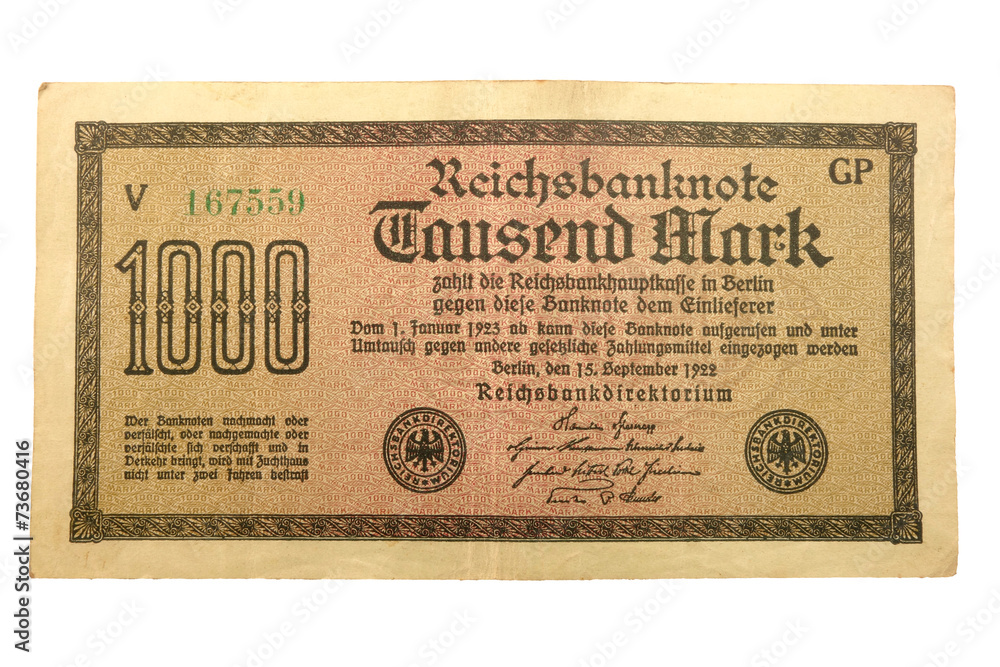 Reichsbanknote
GP
V 167559
Tausend Mark
1000
zahlt die Reichsbankhauptkasse in Berlin
gegen diese Banknote dem Einlieferer
Vom 1. Januar 1923 ab kann diese Banknote aufgerufen und unter
Umtausch gegen andere gesetzliche Zahlungsmittel eingezogen werden
Berlin, den 15. September 1922
Reichsbankdirektorium
Wer Banknoten nachmacht oder
verfälscht, oder nachgemachte oder
verfälschte sich verschafft und in
Verkehr bringt, wird mit Zuchthaus
nicht unter zwei Jahren bestraft
REICHSBANKDIREKTORIUM
REICHSBANKDIREKTORIUM
Adobe Stock | #73680416